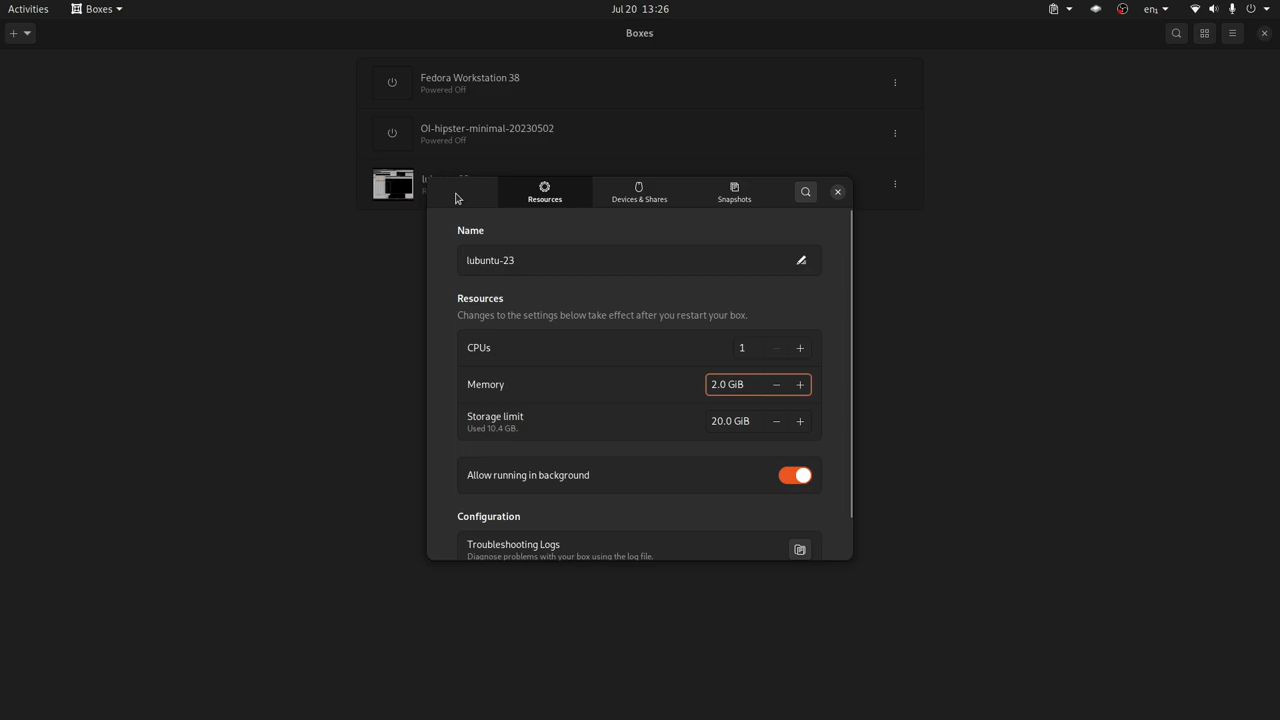 Activities
Boxes
Jul 20 13:26
en₁
Boxes
Fedora Workstation 38
Powered Off
OI-hipster-minimal-20230502
Powered Off
Resources
Devices & Shares
Snapshots
Name
lubuntu-23
Resources
Changes to the settings below take effect after you restart your box.
CPUs
1
Memory
2.0 GiB
Storage limit
20.0 GiB
Used 10.4 GB.
Allow running in background
Configuration
Troubleshooting Logs
Diagnose problems with your box using the log file.